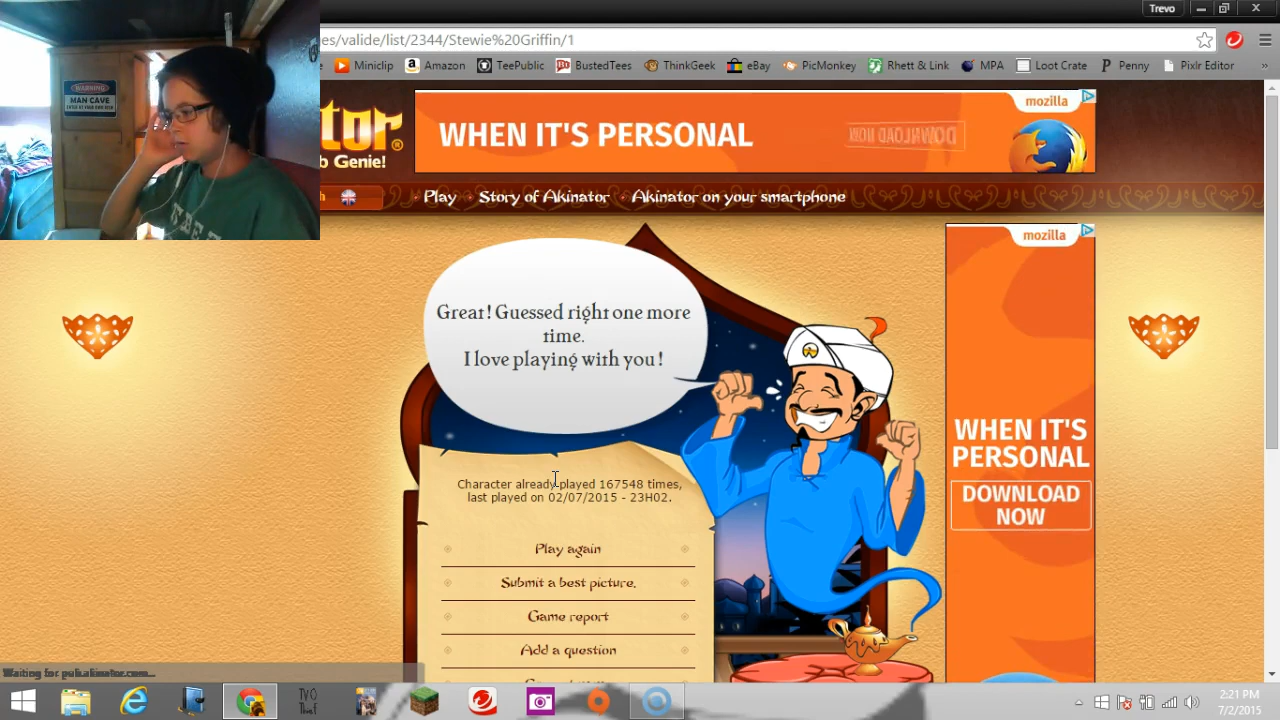 Trevo
es/valide/list/2344/Stewie%20Griffin/1
Miniclip
Amazon
TeePublic
BustedTees
ThinkGeek
eBay
PicMonkey
Rhett & Link
MPA
Loot Crate
Penny
Pixlr Editor
»
WARNING
MAN CAVE
tor®
b Genie!
WHEN IT'S PERSONAL
DOWNLOAD NOW
mozilla
h
Play
Story of Akinator
Akinator on your smartphone
Great! Guessed right one more
time.
I love playing with you!
Character already played 167548 times,
last played on 02/07/2015 - 23H02.
Play again
Submit a best picture.
Game report
Add a question
mozilla
WHEN IT'S
PERSONAL
DOWNLOAD
NOW
2:21 PM
7/2/2015